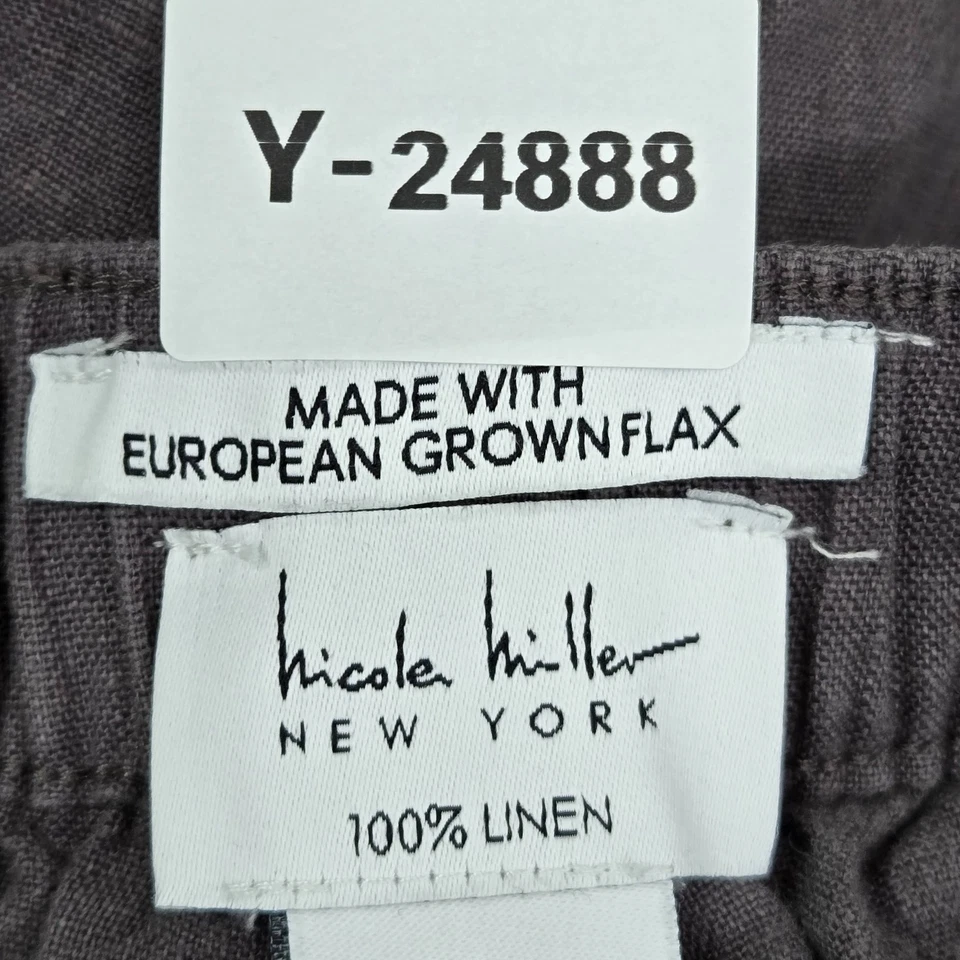 Y-24888
MADE WITH
EUROPEAN GROWN FLAX
nicole miller
NEW YORK
100% LINEN